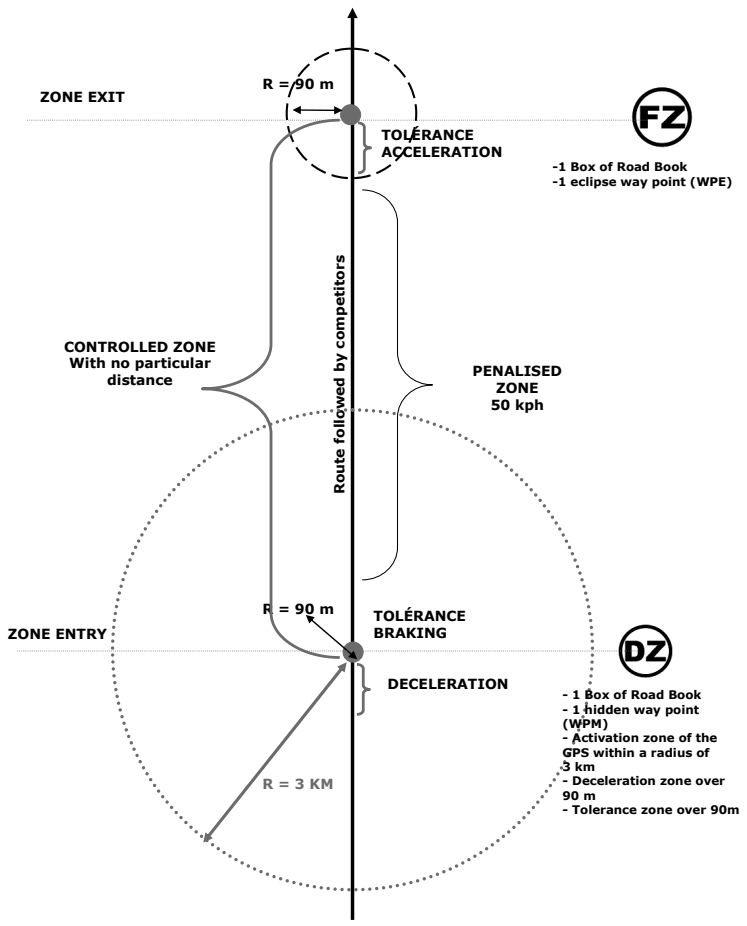 R = 90 m
ZONE EXIT
FZ
TOLÉRANCE
ACCELERATION
-1 Box of Road Book
-1 eclipse way point (WPE)
Route followed by competitors
CONTROLLED ZONE
With no particular
distance
PENALISED
ZONE
50 kph
R = 90 m
TOLÉRANCE
BRAKING
ZONE ENTRY
DZ
DECELERATION
- 1 Box of Road Book
- 1 hidden way point
(WPM)
- Activation zone of the
GPS within a radius of
3 km
- Deceleration zone over
90 m
- Tolerance zone over 90m
R = 3 KM